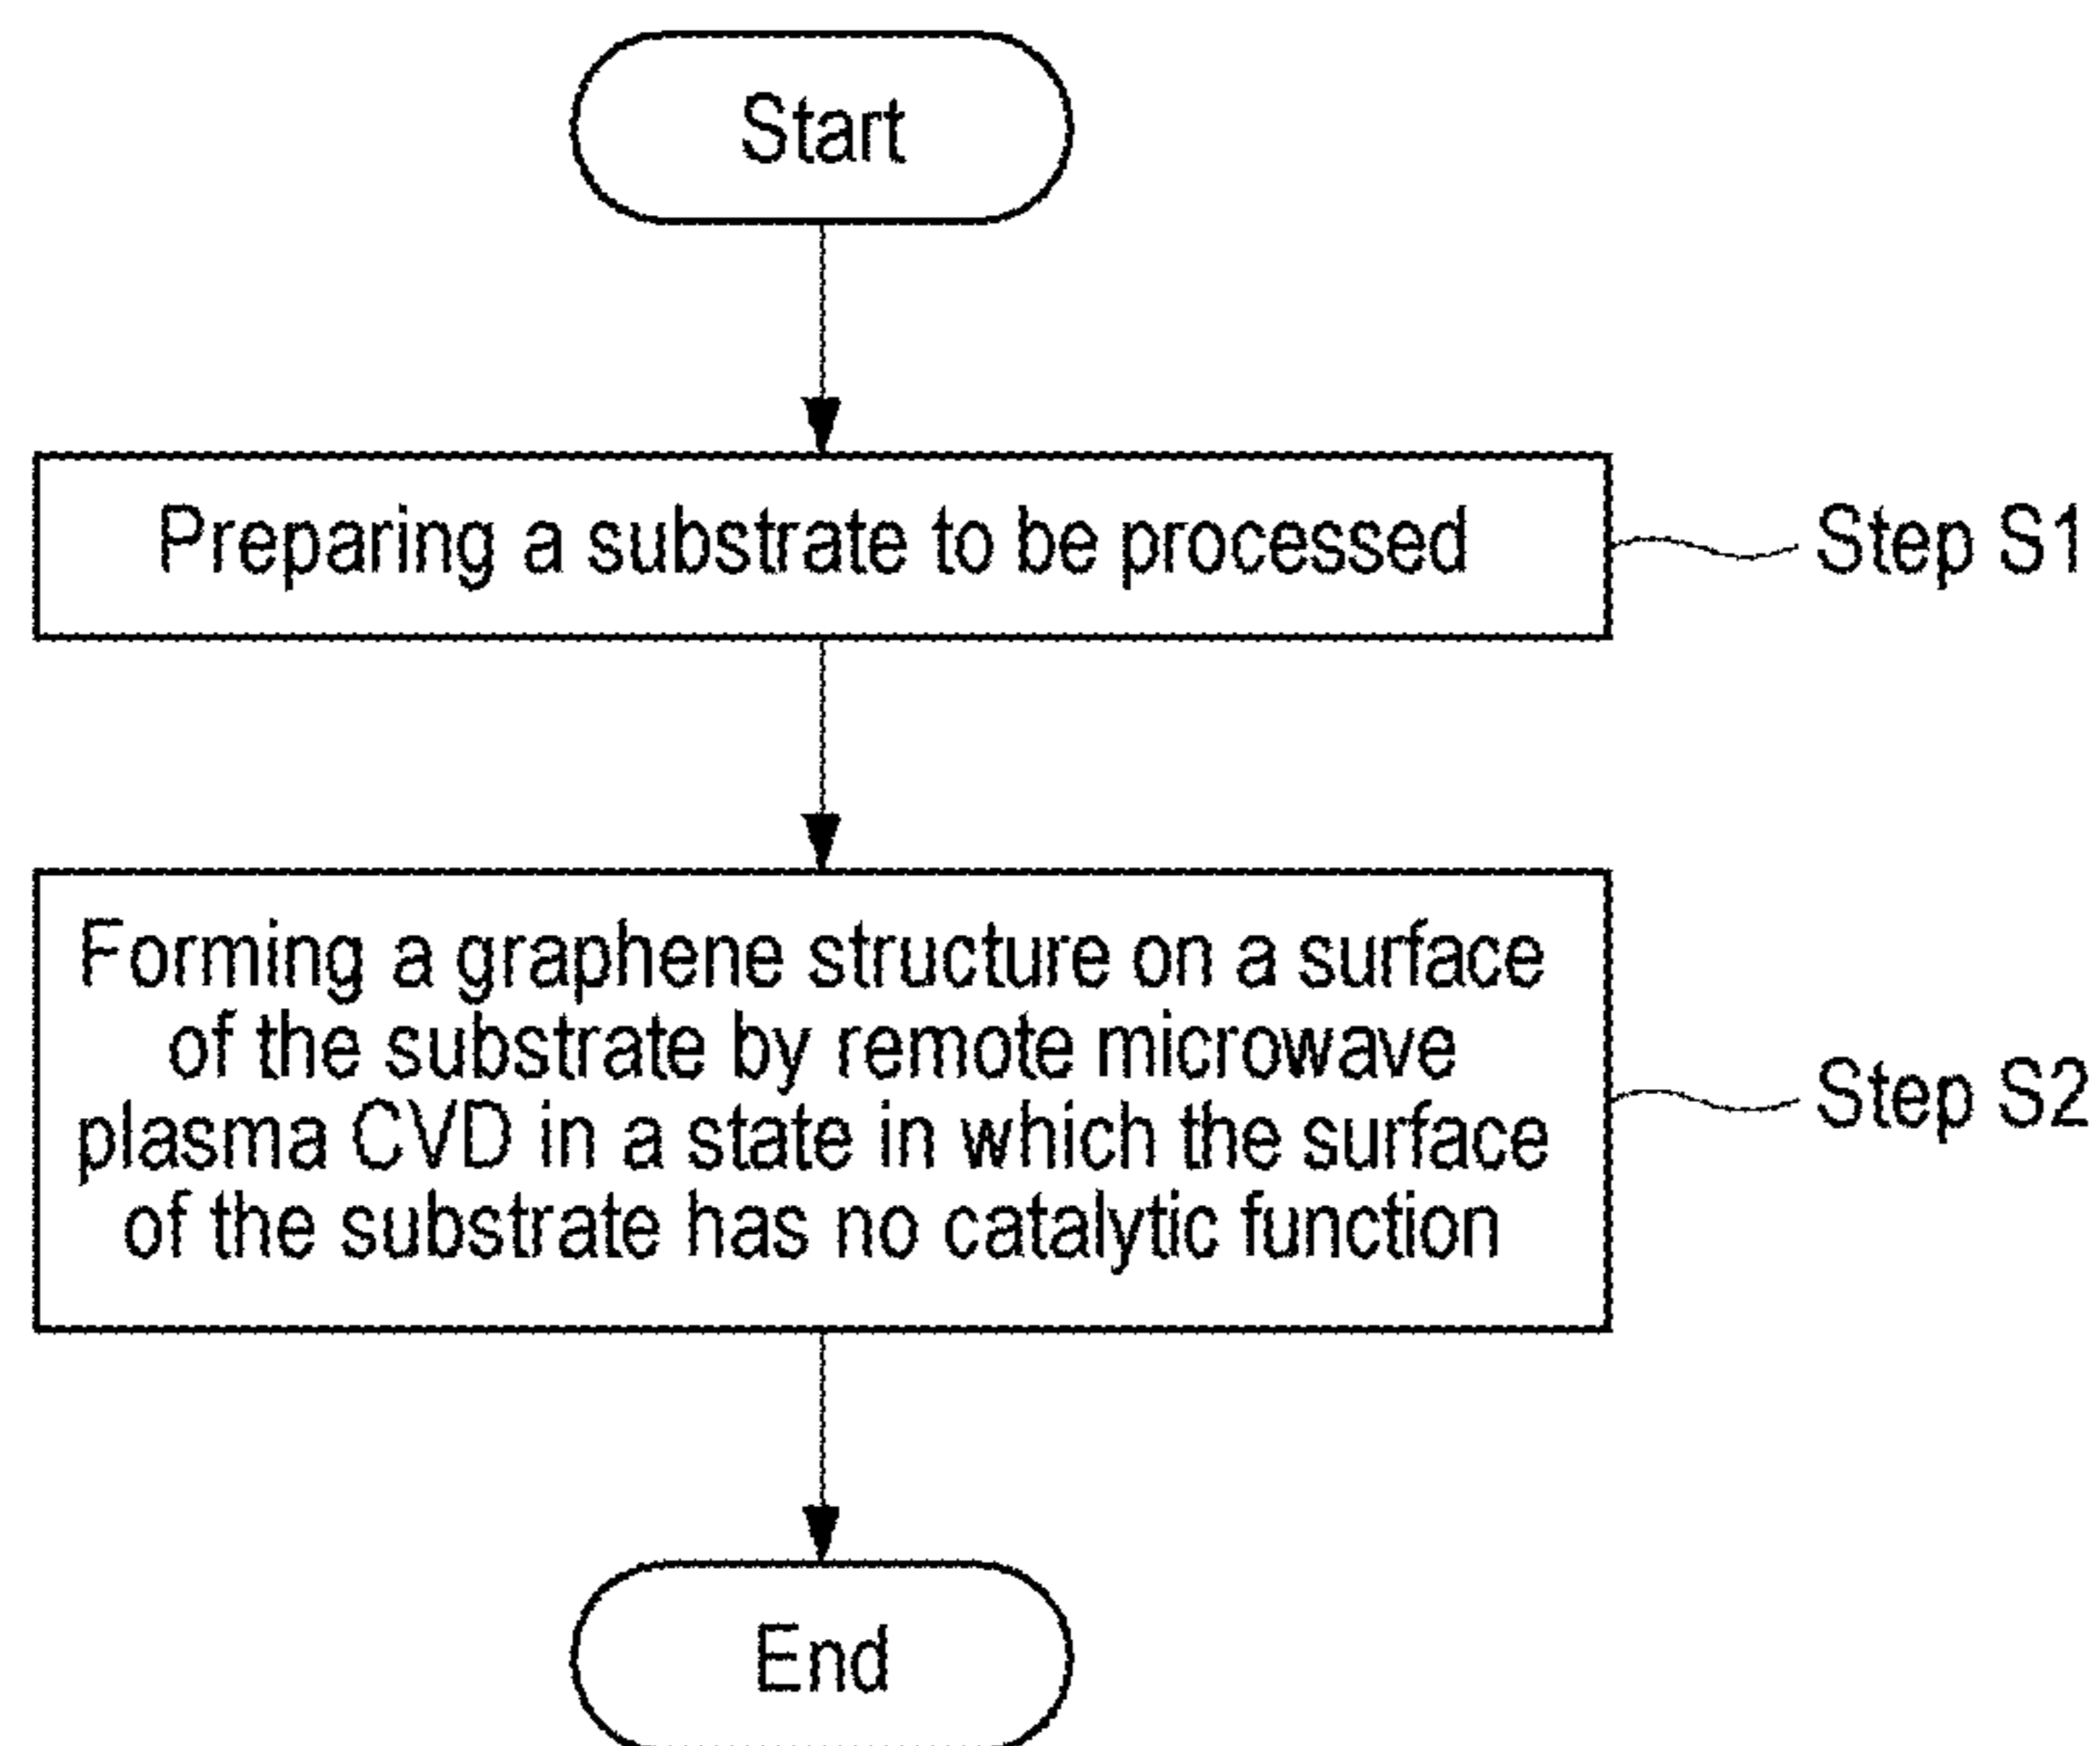 Start
Preparing a substrate to be processed
Step S1
Forming a graphene structure on a surface
of the substrate by remote microwave
plasma CVD in a state in which the surface
of the substrate has no catalytic function
Step S2
End